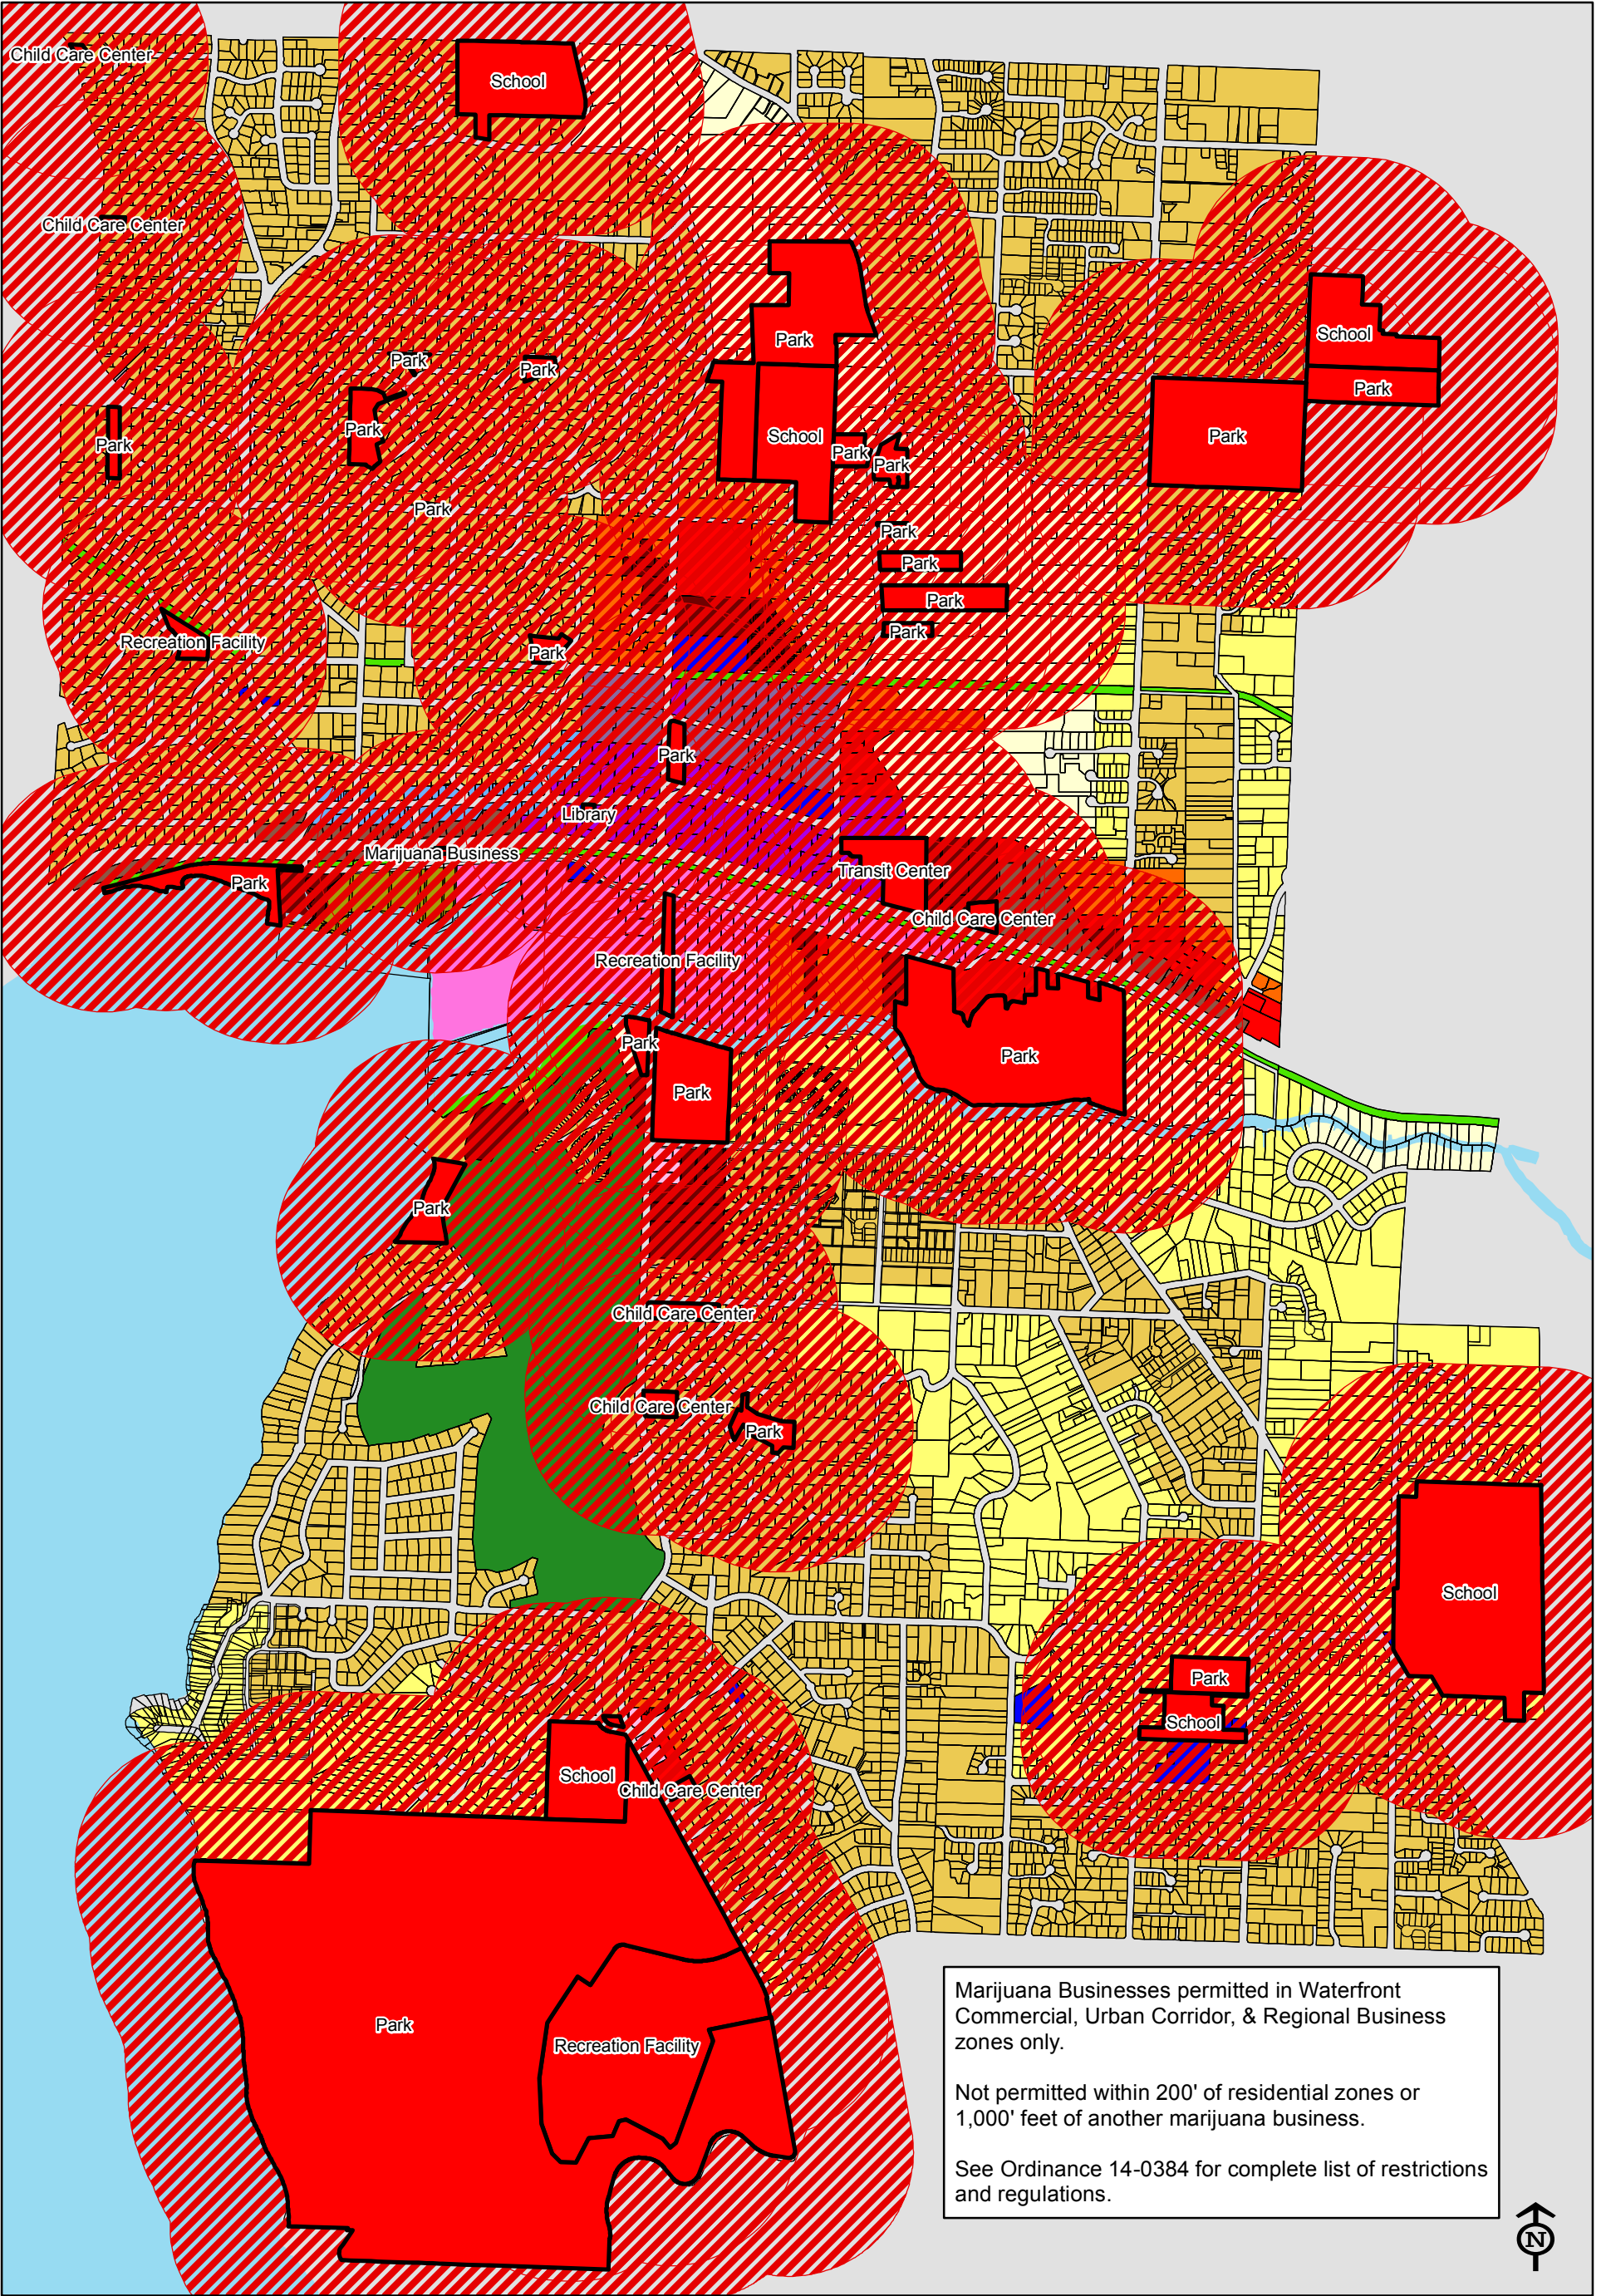 Child Care Center
School
Child Care Center
School
Park
Park
Park
Park
Park
Park
School
Park
Park
Park
Park
Park
Park
Park
Park
Park
Recreation Facility
Park
Park
Library
Marijuana Business
Transit Center
Park
Child Care Center
Recreation Facility
Park
Park
Park
Park
Child Care Center
Child Care Center
Park
School
Park
School
School
Child Care Center
Park
Recreation Facility
Marijuana Businesses permitted in Waterfront
Commercial, Urban Corridor, & Regional Business
zones only.
Not permitted within 200' of residential zones or
1,000' feet of another marijuana business.
See Ordinance 14-0384 for complete list of restrictions
and regulations.
N